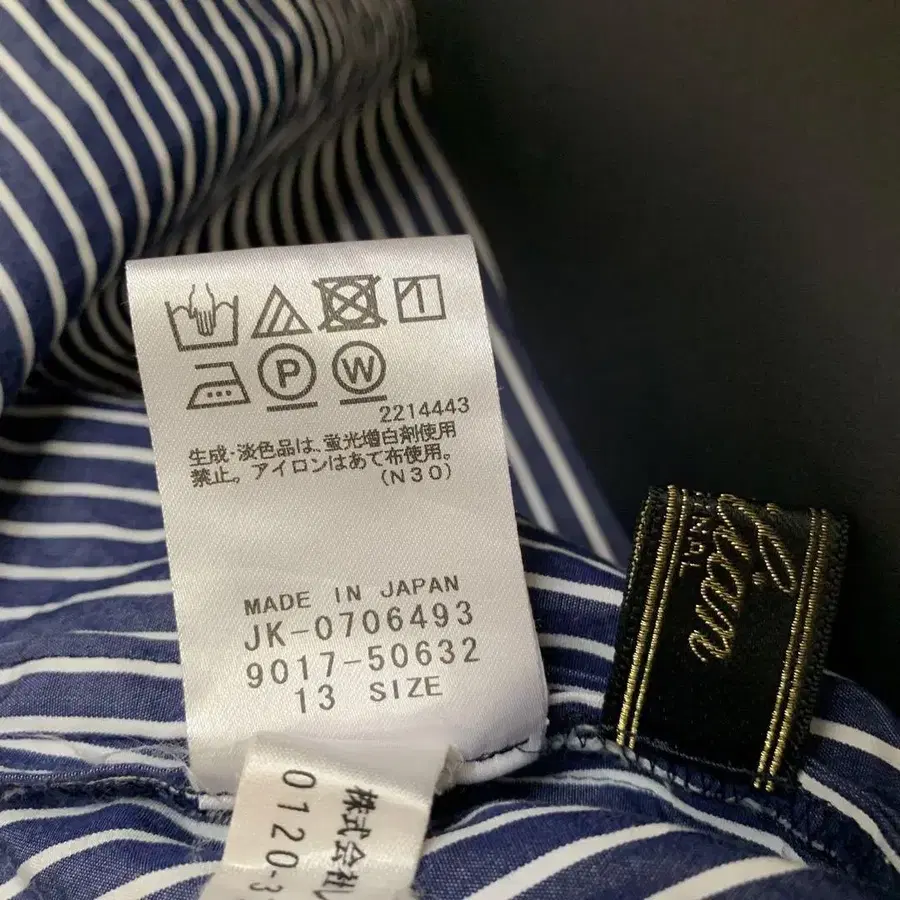 P W
2214443
生成・淡色品は、蛍光増白剤使用
禁止。アイロンはあて布使用。
(N30)
MADE IN JAPAN
JK-0706493
9017-50632
13 SIZE
株式会社
0120-3